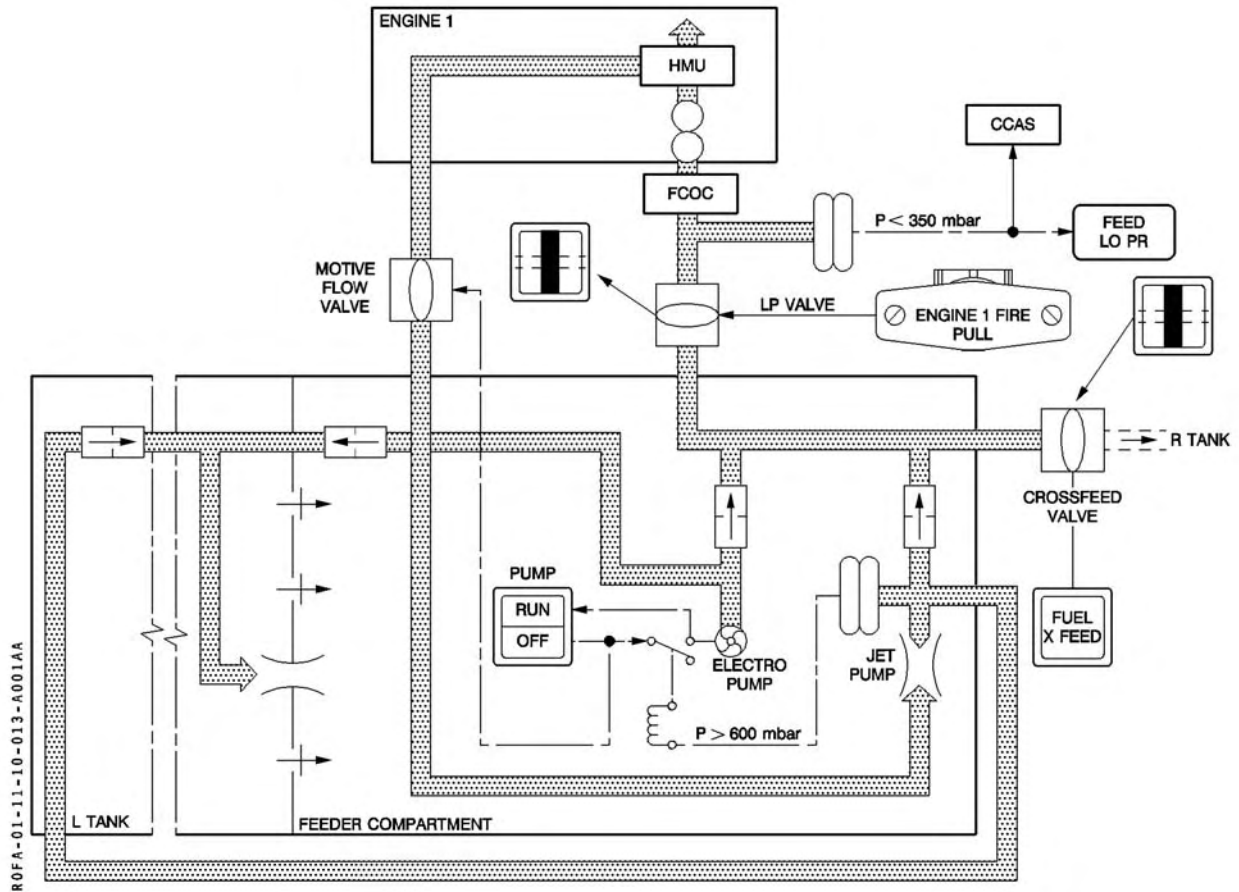 ENGINE 1
HMU
CCAS
FCOC
P < 350 mbar
FEED
LO PR
MOTIVE
FLOW
VALVE
LP VALVE
ENGINE 1 FIRE
PULL
R TANK
CROSSFEED
VALVE
PUMP
RUN
OFF
ELECTRO
PUMP
JET
PUMP
FUEL
X FEED
P > 600 mbar
L TANK
FEEDER COMPARTMENT
R0FA-01-11-10-013-A001AA